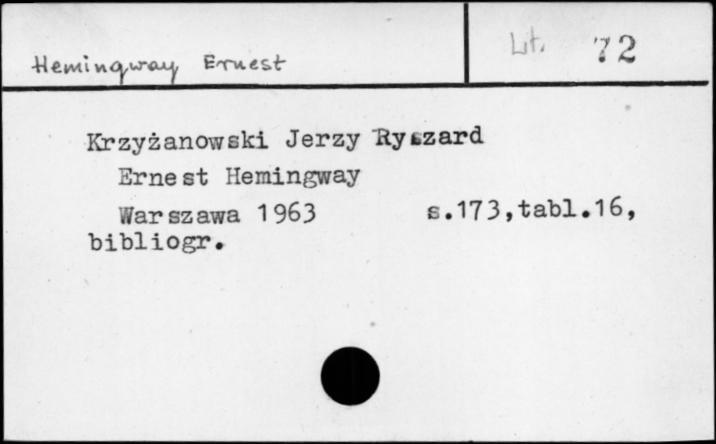 Hemingway Ernest
Lit. 72
Krzyżanowski Jerzy Ryszard
Ernest Hemingway
Warszawa 1963 s.173,tabl.16,
bibliogr.